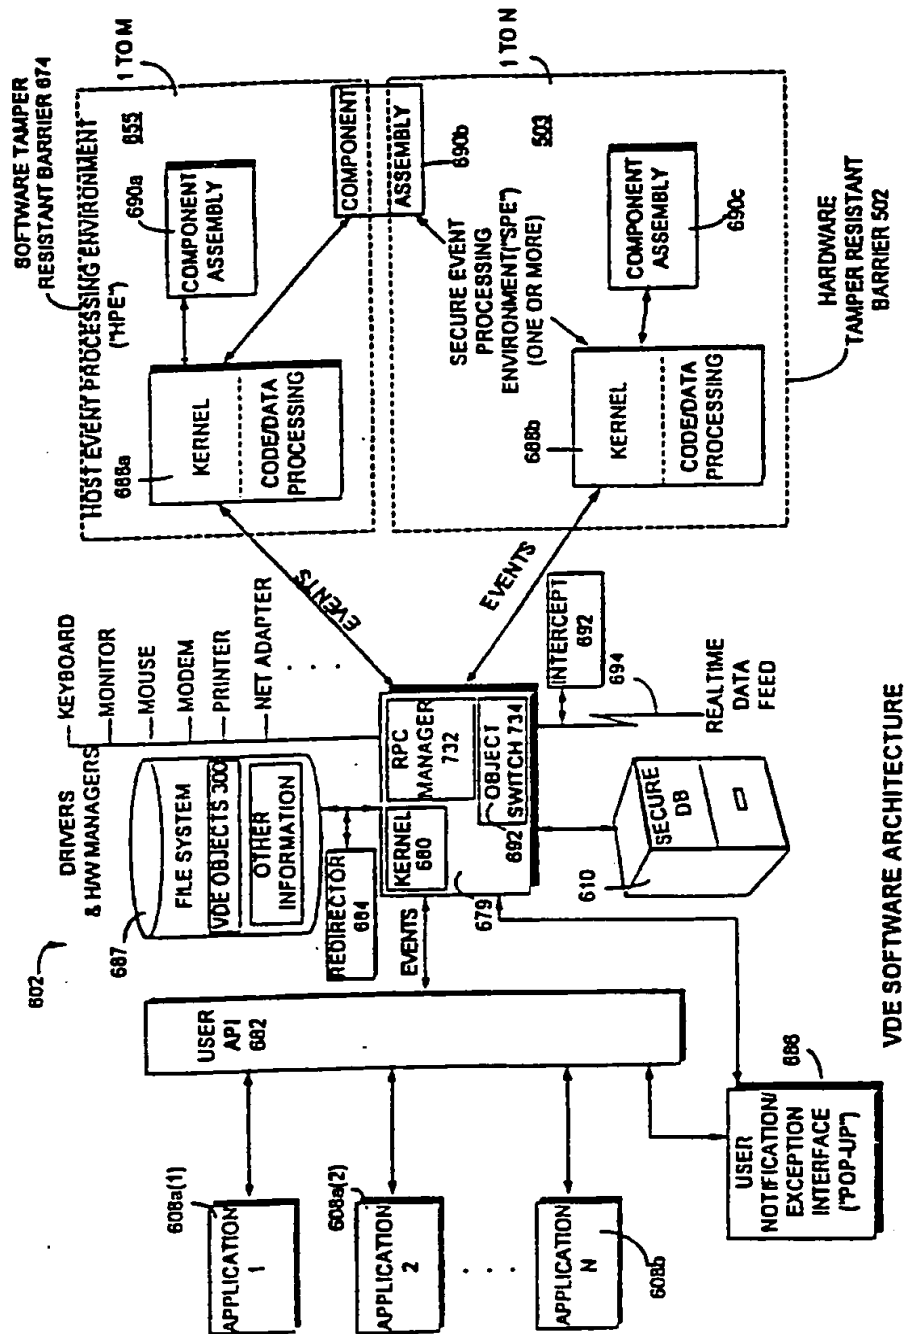 602
DRIVERS
& H/W MANAGERS
KEYBOARD
MONITOR
MOUSE
MODEM
PRINTER
NET ADAPTER
. . .
SOFTWARE TAMPER
RESISTANT BARRIER 674
HOST EVENT PROCESSING ENVIRONMENT
("HPE")
655
1 TO M
688a
KERNEL
CODE/DATA
PROCESSING
690a
COMPONENT
ASSEMBLY
COMPONENT
ASSEMBLY
690b
1 TO N
503
SECURE EVENT
PROCESSING
ENVIRONMENT("SPE")
(ONE OR MORE)
688b
KERNEL
CODE/DATA
PROCESSING
COMPONENT
ASSEMBLY
690c
HARDWARE
TAMPER RESISTANT
BARRIER 502
687
FILE SYSTEM
VDE OBJECTS 300
OTHER
INFORMATION
REDIRECTOR
684
EVENTS
EVENTS
EVENTS
KERNEL
680
RPC
MANAGER
732
692
OBJECT
SWITCH 734
679
INTERCEPT
692
694
REALTIME
DATA
FEED
610
SECURE
DB
USER
API
682
608a(1)
APPLICATION
1
608a(2)
APPLICATION
2
. . .
APPLICATION
N
608b
686
USER
NOTIFICATION/
EXCEPTION
INTERFACE
("POP-UP")
VDE SOFTWARE ARCHITECTURE